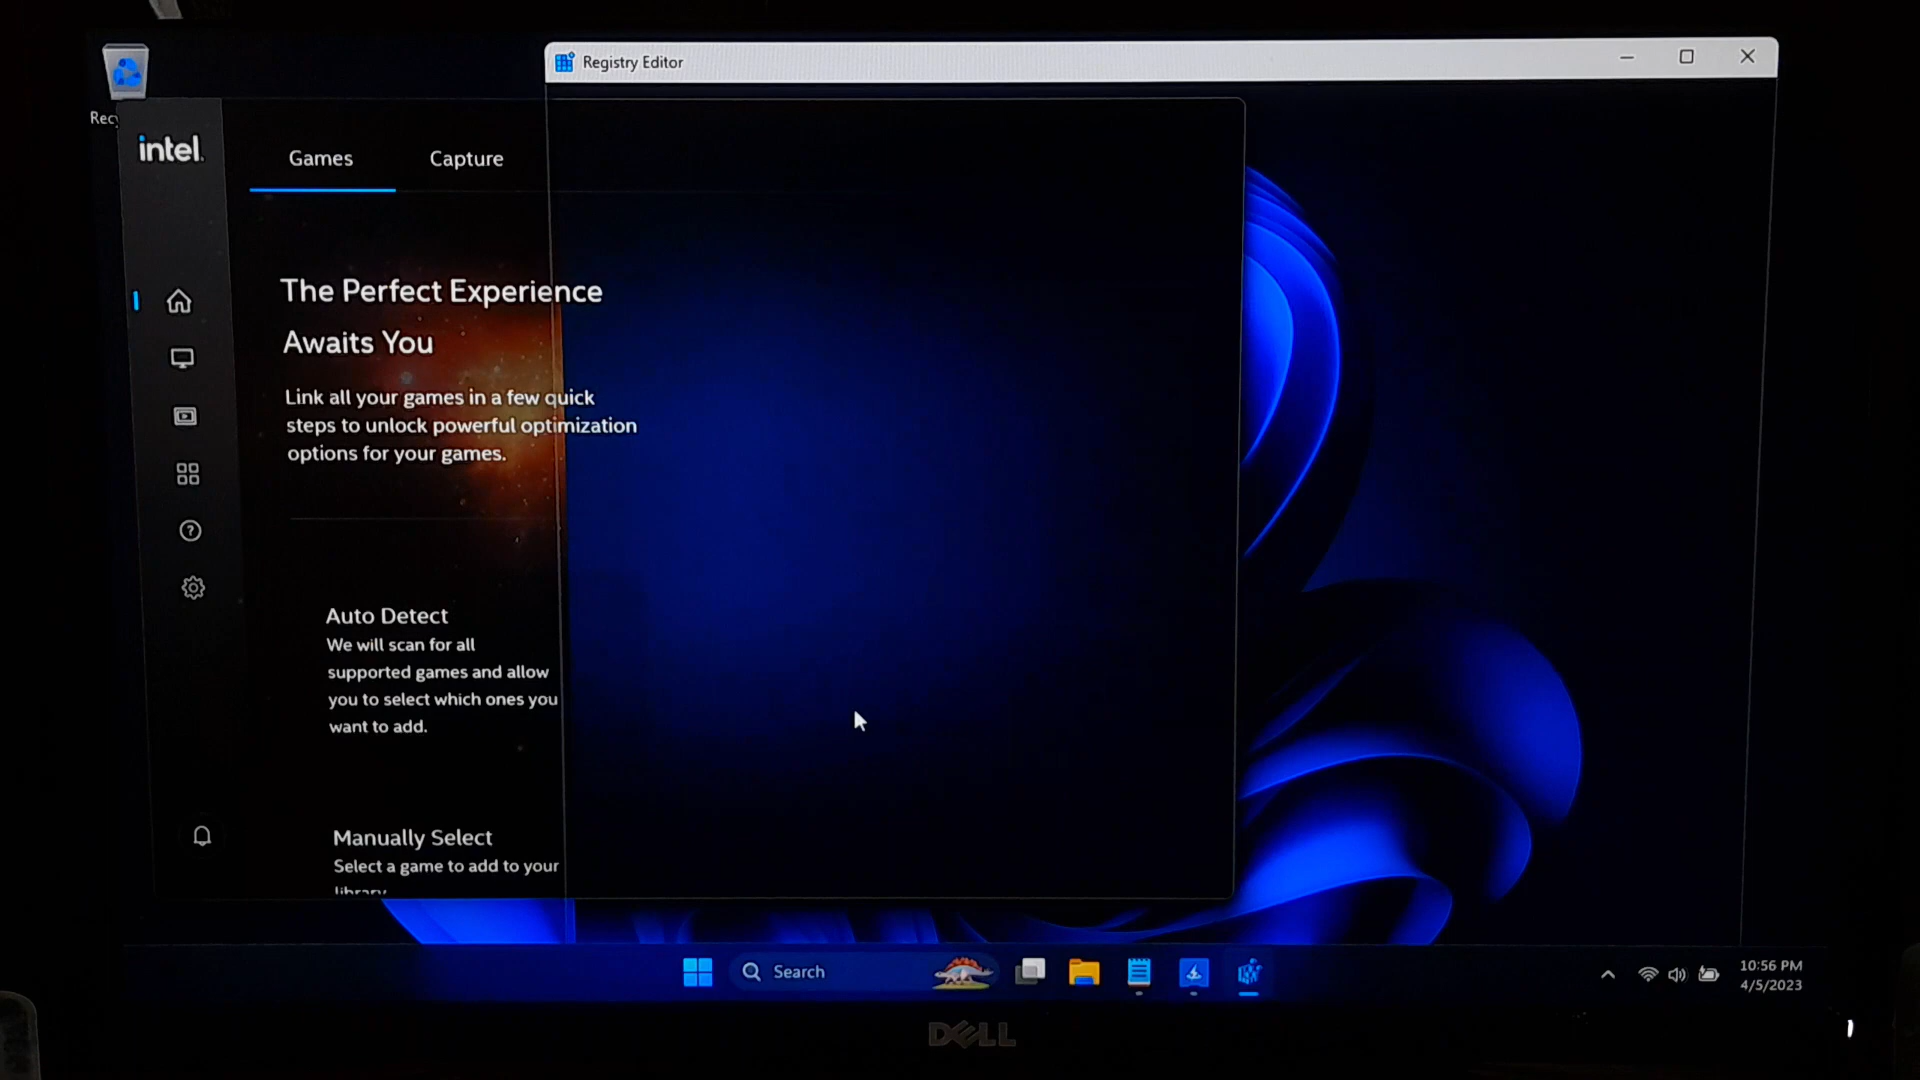 Registry Editor
Rec
intel.
Games
Capture
The Perfect Experience
Awaits You
Link all your games in a few quick
steps to unlock powerful optimization
options for your games.
Auto Detect
We will scan for all
supported games and allow
you to select which ones you
want to add.
Manually Select
Select a game to add to your
library.
Search
10:56 PM
4/5/2023
DELL